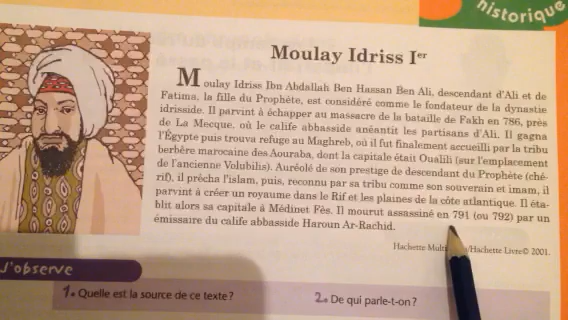 historique
Moulay Idriss Ier
Moulay Idriss Ibn Abdallah Ben Hassan Ben Ali, descendant d'Ali et de
Fatima, la fille du Prophète, est considéré comme le fondateur de la dynastie
idrisside. Il parvint à échapper au massacre de la bataille de Fakh en 786, près
de La Mecque, où le calife abbasside anéantit les partisans d'Ali. Il gagna
l'Égypte puis trouva refuge au Maghreb, où il fut finalement accueilli par la tribu
berbère marocaine des Aouraba, dont la capitale était Oualili (sur l'emplacement
de l'ancienne Volubilis). Auréolé de son prestige de descendant du Prophète (ché-
rif), il prêcha l'islam, puis, reconnu par sa tribu comme son souverain et imam, il
parvint à créer un royaume dans le Rif et les plaines de la côte atlantique. Il éta-
blit alors sa capitale à Médinet Fès. Il mourut assassiné en 791 (ou 792) par un
émissaire du calife abbasside Haroun Ar-Rachid.
Hachette /Hachette Livre© 2001.
J'observe
1. Quelle est la source de ce texte ?
2. De qui parle-t-on ?